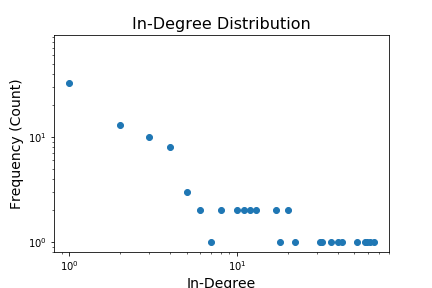 In-Degree Distribution
Frequency (Count)
10¹
10⁰
10⁰
10¹
In-Degree